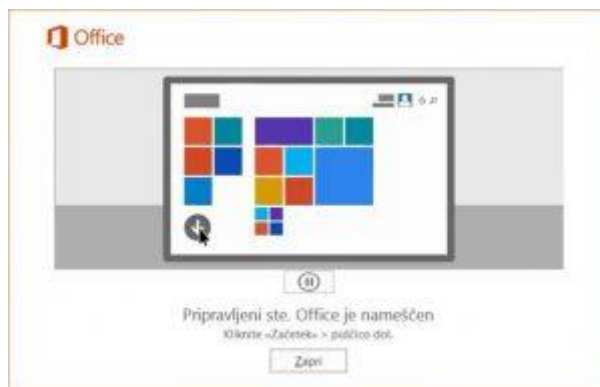 Office
Pripravljeni ste. Office je nameščen
Kliknite »Začetek« > puščico dol.
Zapri